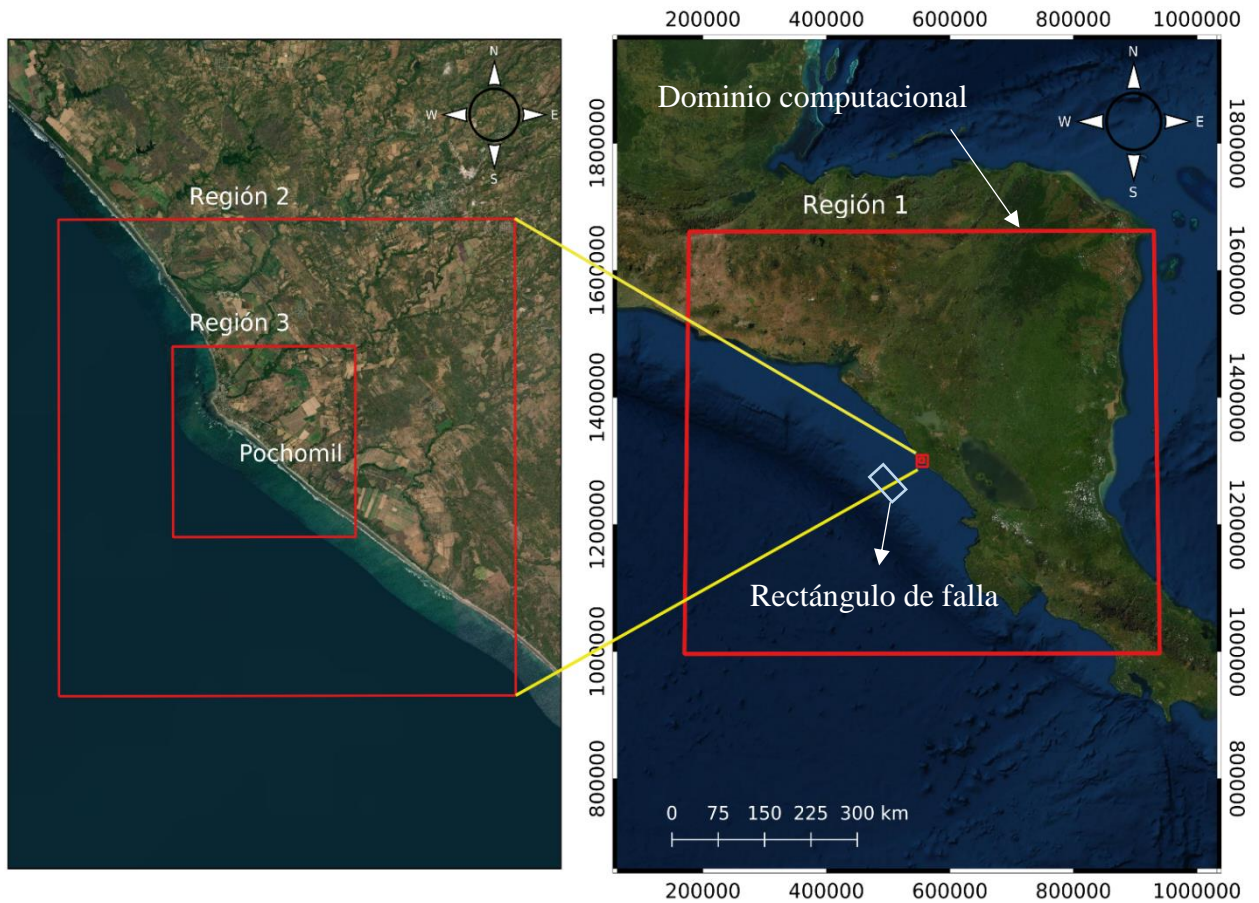 N
W
E
S
Región 2
Región 3
Pochomil
200000 400000 600000 800000 1000000
1800000
1600000
1400000
1200000
1000000
800000
Dominio computacional
N
W
E
S
Región 1
Rectángulo de falla
0 75 150 225 300 km
1800000
1600000
1400000
1200000
1000000
800000
200000 400000 600000 800000 1000000